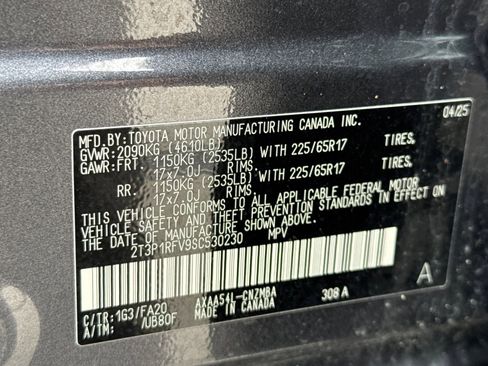 MFD.BY:TOYOTA MOTOR MANUFACTURING CANADA INC. 04/25
GVWR:2090KG (4610LB)
GAWR:FRT. 1150KG (2535LB) WITH 225/65R17 TIRES,
17x7.0J RIMS
RR. 1150KG (2535LB) WITH 225/65R17 TIRES,
17x7.0J RIMS
THIS VEHICLE CONFORMS TO ALL APPLICABLE FEDERAL MOTOR
VEHICLE SAFETY AND THEFT PREVENTION STANDARDS IN EFFECT ON
THE DATE OF MANUFACTURE SHOWN ABOVE.
2T3P1RFV9SC530230 MPV
C/TR:1G3/FA20 AXAA54L-CNZMBA 308A A
A/TM: /UB80F MADE IN CANADA